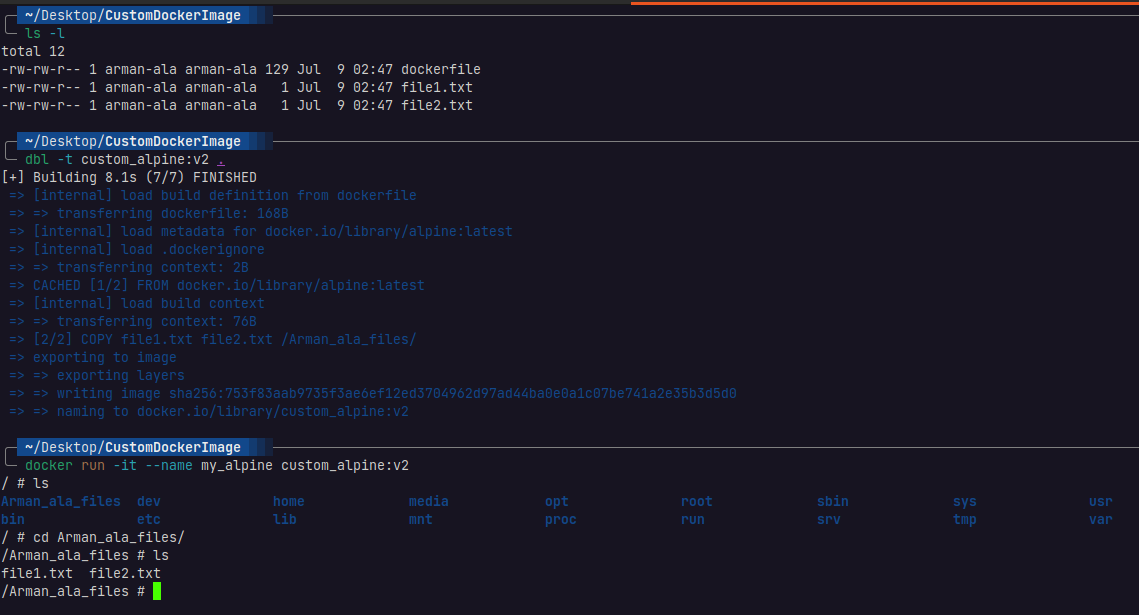 ~/Desktop/CustomDockerImage
ls -l
total 12
-rw-rw-r-- 1 arman-ala arman-ala 129 Jul  9 02:47 dockerfile
-rw-rw-r-- 1 arman-ala arman-ala   1 Jul  9 02:47 file1.txt
-rw-rw-r-- 1 arman-ala arman-ala   1 Jul  9 02:47 file2.txt
~/Desktop/CustomDockerImage
dbl -t custom_alpine:v2 .
[+] Building 8.1s (7/7) FINISHED
=> [internal] load build definition from dockerfile
=> => transferring dockerfile: 168B
=> [internal] load metadata for docker.io/library/alpine:latest
=> [internal] load .dockerignore
=> => transferring context: 2B
=> CACHED [1/2] FROM docker.io/library/alpine:latest
=> [internal] load build context
=> => transferring context: 76B
=> [2/2] COPY file1.txt file2.txt /Arman_ala_files/
=> exporting to image
=> => exporting layers
=> => writing image sha256:753f83aab9735f3ae6ef12ed3704962d97ad44ba0e0a1c07be741a2e35b3d5d0
=> => naming to docker.io/library/custom_alpine:v2
~/Desktop/CustomDockerImage
docker run -it --name my_alpine custom_alpine:v2
/ # ls
Arman_ala_files  dev              home             media            opt              root             sbin             sys              usr
bin              etc              lib              mnt              proc             run              srv              tmp              var
/ # cd Arman_ala_files/
/Arman_ala_files # ls
file1.txt  file2.txt
/Arman_ala_files #